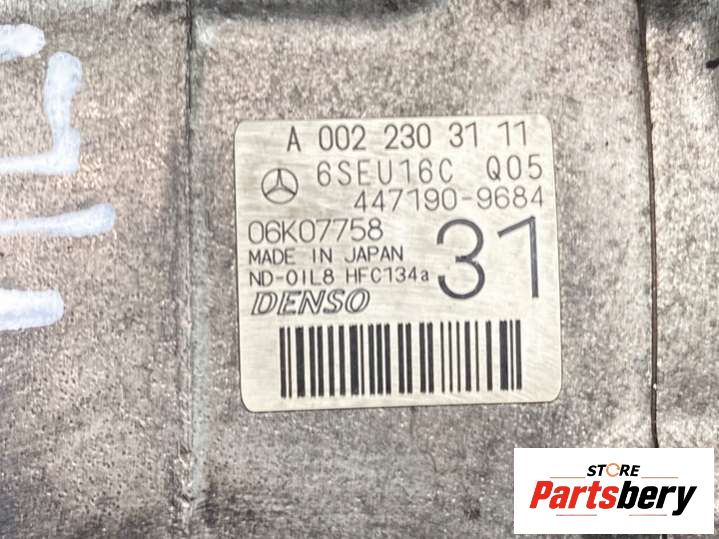 A 002 230 31 11
6SEU16C Q05
447190-9684
06K07758
MADE IN JAPAN
ND-OIL8 HFC134a
31
DENSO
STORE
Partsbery